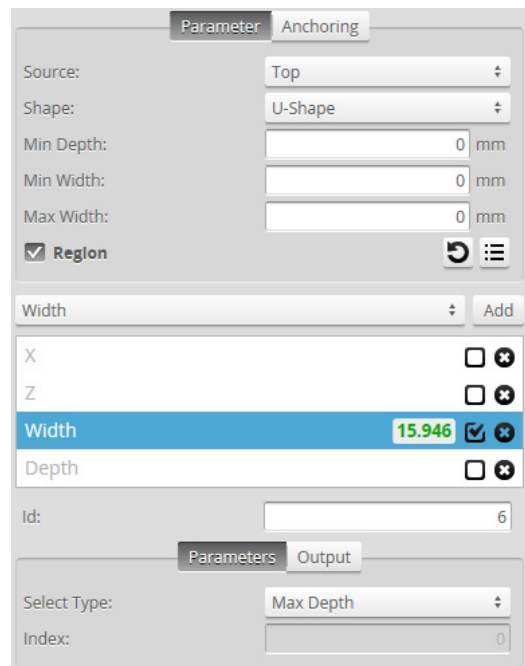 Parameter Anchoring
Source: Top
Shape: U-Shape
Min Depth: 0 mm
Min Width: 0 mm
Max Width: 0 mm
Region
Width Add
X
Z
Width 15.946
Depth
Id: 6
Parameters Output
Select Type: Max Depth
Index: 0